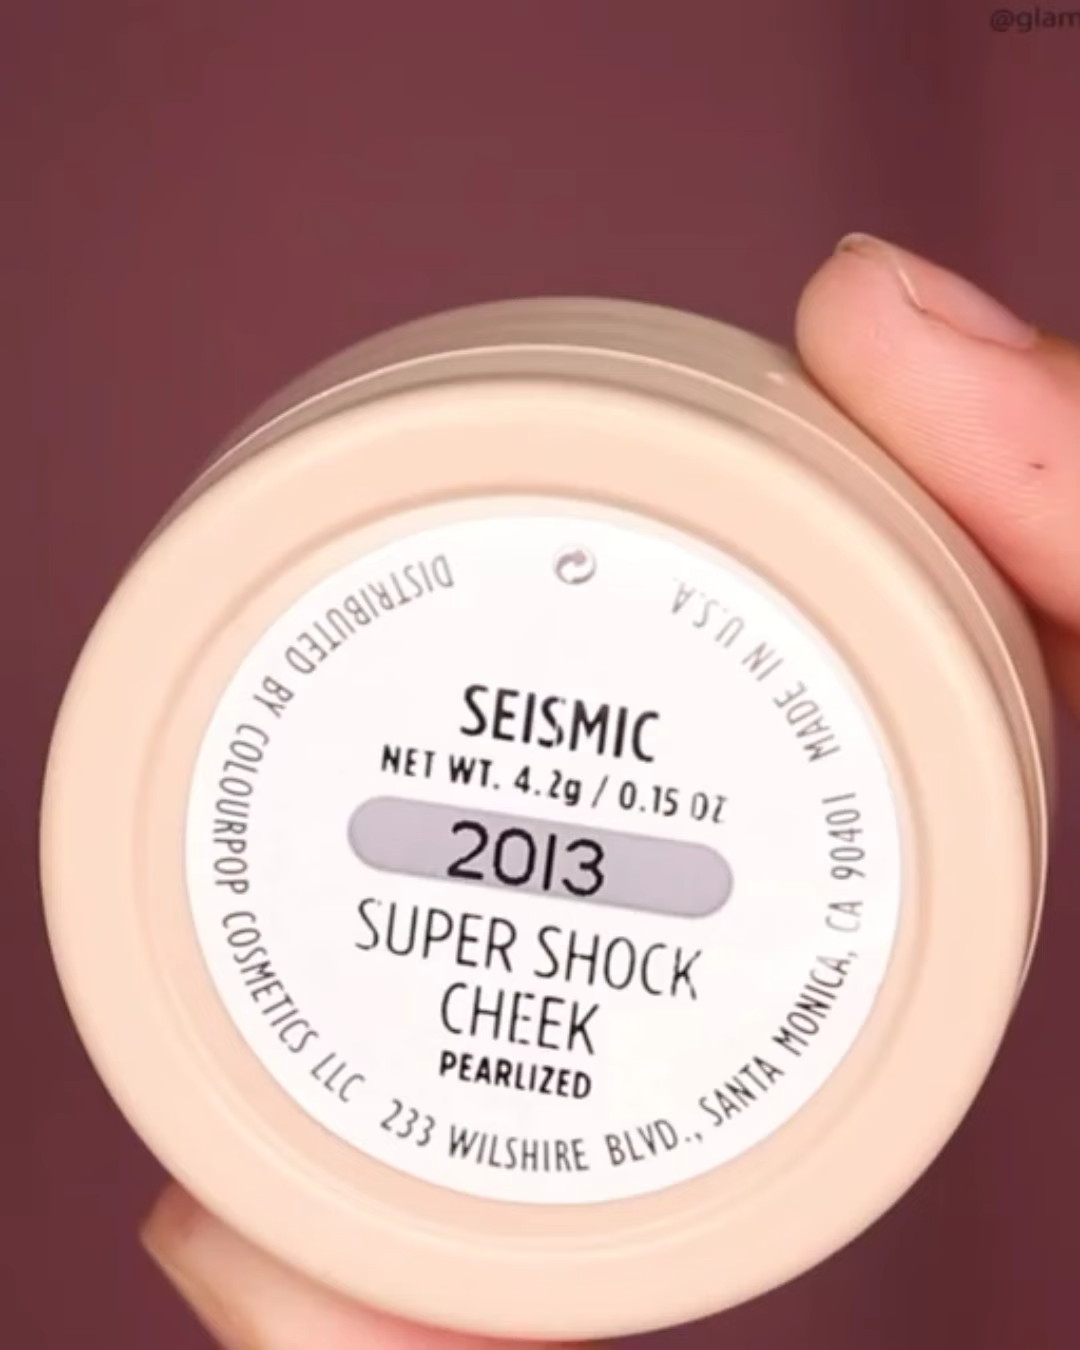 @glam
SEISMIC
NET WT. 4.2g / 0.15 OZ
2013
SUPER SHOCK
CHEEK
PEARLIZED
DISTRIBUTED BY COLOURPOP COSMETICS LLC 233 WILSHIRE BLVD., SANTA MONICA, CA 90401 MADE IN U.S.A.